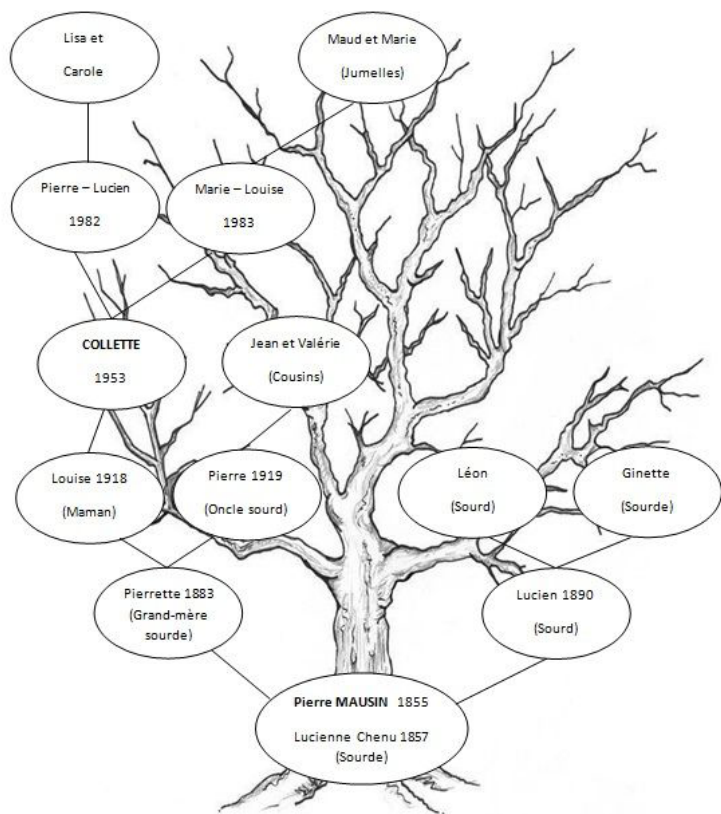 Lisa et
Carole
Maud et Marie
(Jumelles)
Pierre – Lucien
1982
Marie – Louise
1983
COLLETTE
1953
Jean et Valérie
(Cousins)
Louise 1918
(Maman)
Pierre 1919
(Oncle sourd)
Léon
(Sourd)
Ginette
(Sourde)
Pierrette 1883
(Grand-mère
sourde)
Lucien 1890
(Sourd)
Pierre MAUSIN 1855
Lucienne Chenu 1857
(Sourde)